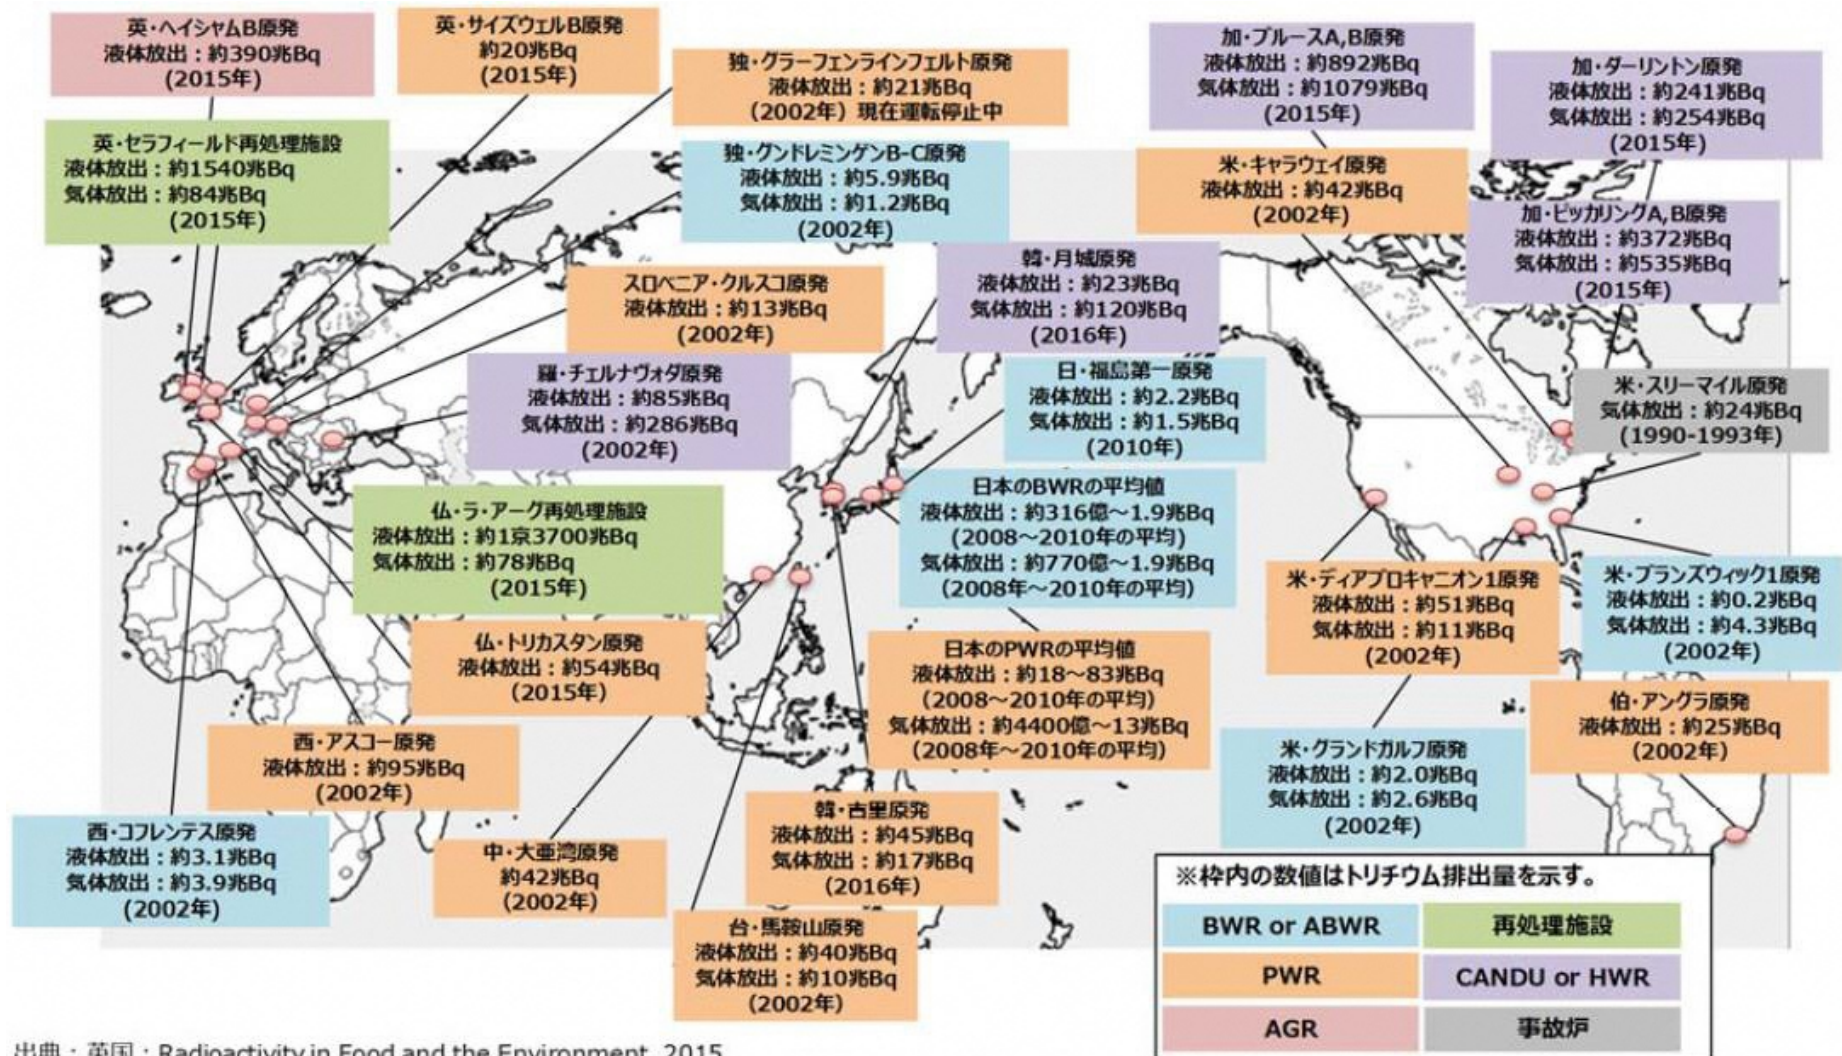 英・ヘイシャムB原発
液体放出：約390兆Bq
(2015年)
英・サイズウェルB原発
約20兆Bq
(2015年)
独・グラーフェンラインフェルト原発
液体放出：約21兆Bq
(2002年) 現在運転停止中
加・ブルースA,B原発
液体放出：約892兆Bq
気体放出：約1079兆Bq
(2015年)
加・ダーリントン原発
液体放出：約241兆Bq
気体放出：約254兆Bq
(2015年)
英・セラフィールド再処理施設
液体放出：約1540兆Bq
気体放出：約84兆Bq
(2015年)
独・グンドレミンゲンB-C原発
液体放出：約5.9兆Bq
気体放出：約1.2兆Bq
(2002年)
米・キャラウェイ原発
液体放出：約42兆Bq
(2002年)
加・ピッカリングA,B原発
液体放出：約372兆Bq
気体放出：約535兆Bq
(2015年)
スロベニア・クルスコ原発
液体放出：約13兆Bq
(2002年)
韓・月城原発
液体放出：約23兆Bq
気体放出：約120兆Bq
(2016年)
羅・チェルナヴォダ原発
液体放出：約85兆Bq
気体放出：約286兆Bq
(2002年)
日・福島第一原発
液体放出：約2.2兆Bq
気体放出：約1.5兆Bq
(2010年)
米・スリーマイル原発
気体放出：約24兆Bq
(1990-1993年)
仏・ラ・アーグ再処理施設
液体放出：約1京3700兆Bq
気体放出：約78兆Bq
(2015年)
日本のBWRの平均値
液体放出：約316億～1.9兆Bq
(2008～2010年の平均)
気体放出：約770億～1.9兆Bq
(2008年～2010年の平均)
米・ディアブロキャニオン1原発
液体放出：約51兆Bq
気体放出：約11兆Bq
(2002年)
米・ブランズウィック1原発
液体放出：約0.2兆Bq
気体放出：約4.3兆Bq
(2002年)
仏・トリカスタン原発
液体放出：約54兆Bq
(2015年)
日本のPWRの平均値
液体放出：約18～83兆Bq
(2008～2010年の平均)
気体放出：約4400億～13兆Bq
(2008年～2010年の平均)
伯・アングラ原発
液体放出：約25兆Bq
(2002年)
西・アスコー原発
液体放出：約95兆Bq
(2002年)
米・グランドガルフ原発
液体放出：約2.0兆Bq
気体放出：約2.6兆Bq
(2002年)
西・コフレンテス原発
液体放出：約3.1兆Bq
気体放出：約3.9兆Bq
(2002年)
中・大亜湾原発
約42兆Bq
(2002年)
韓・古里原発
液体放出：約45兆Bq
気体放出：約17兆Bq
(2016年)
台・馬鞍山原発
液体放出：約40兆Bq
気体放出：約10兆Bq
(2002年)
※枠内の数値はトリチウム排出量を示す。
BWR or ABWR
再処理施設
PWR
CANDU or HWR
AGR
事故炉
出典：英国：Radioactivity in Food and the Environment, 2015